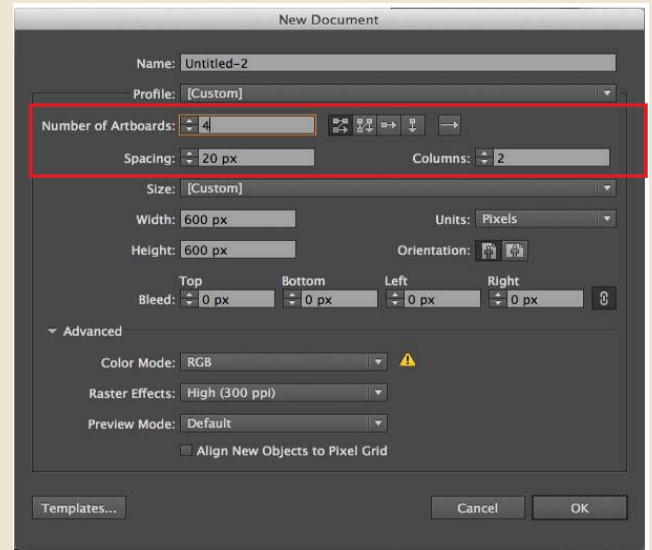 New Document
Name: Untitled-2
Profile: [Custom]
Number of Artboards: 4
Spacing: 20 px Columns: 2
Size: [Custom]
Width: 600 px Units: Pixels
Height: 600 px Orientation:
Top Bottom Left Right
Bleed: 0 px 0 px 0 px 0 px
Advanced
Color Mode: RGB
Raster Effects: High (300 ppi)
Preview Mode: Default
Align New Objects to Pixel Grid
Templates... Cancel OK